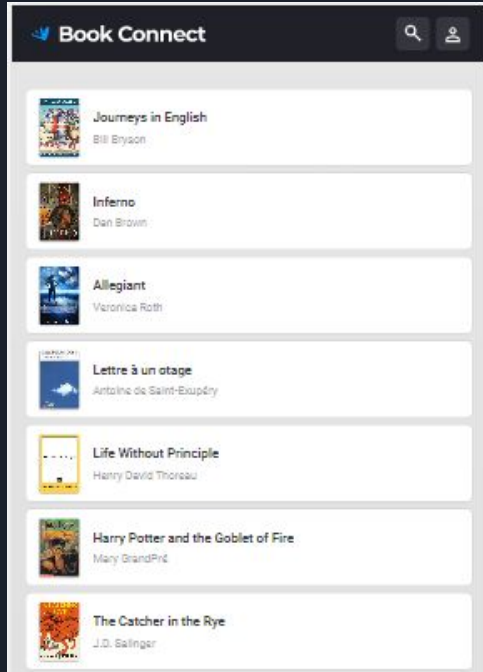 Book Connect
Journeys in English
Bill Bryson
Inferno
Dan Brown
Allegiant
Veronica Roth
Lettre à un otage
Antoine de Saint-Exupéry
Life Without Principle
Henry David Thoreau
Harry Potter and the Goblet of Fire
Mary GrandPré
The Catcher in the Rye
J.D. Salinger